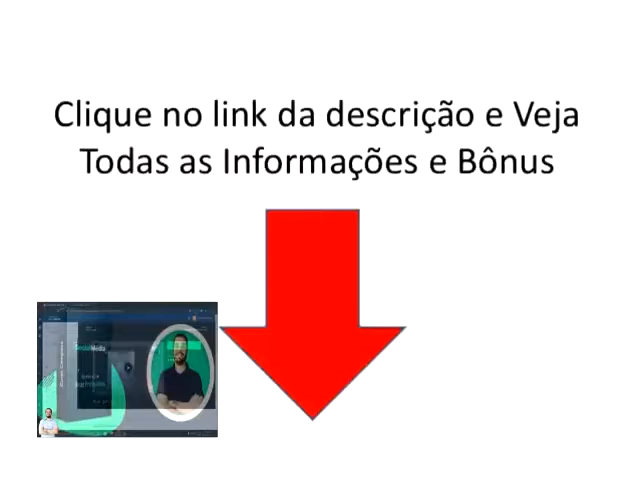 Clique no link da descrição e Veja
Todas as Informações e Bônus